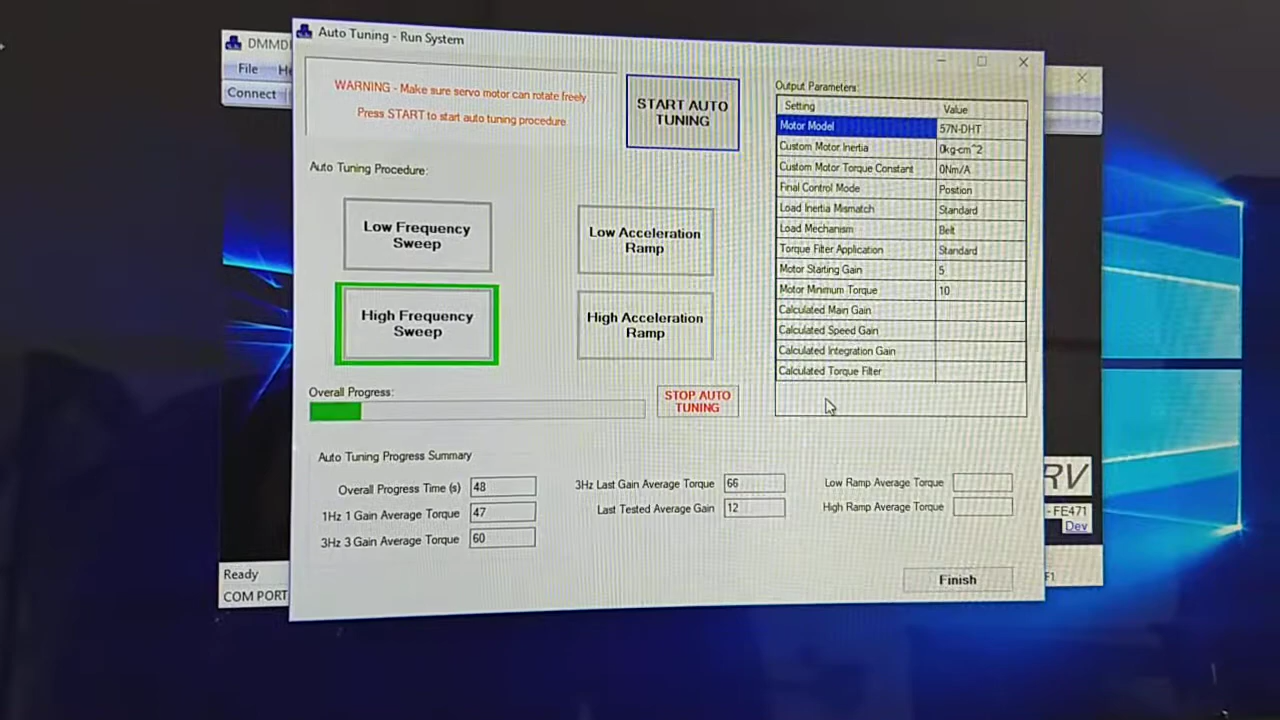 Auto Tuning - Run System
DMMD
File He
Connect
WARNING - Make sure servo motor can rotate freely
Press START to start auto tuning procedure.
START AUTO
TUNING
Auto Tuning Procedure:
Low Frequency
Sweep
Low Acceleration
Ramp
High Frequency
Sweep
High Acceleration
Ramp
Overall Progress:
STOP AUTO
TUNING
Output Parameters:
Setting Value
Motor Model 57N-DHT
Custom Motor Inertia 0kg-cm^2
Custom Motor Torque Constant 0Nm/A
Final Control Mode Position
Load Inertia Mismatch Standard
Load Mechanism Belt
Torque Filter Application Standard
Motor Starting Gain 5
Motor Minimum Torque 10
Calculated Main Gain
Calculated Speed Gain
Calculated Integration Gain
Calculated Torque Filter
Auto Tuning Progress Summary
Overall Progress Time (s) 48
1Hz 1 Gain Average Torque 47
3Hz 3 Gain Average Torque 60
3Hz Last Gain Average Torque 66
Last Tested Average Gain 12
Low Ramp Average Torque
High Ramp Average Torque
Finish
RV
- FE471
Dev
Ready
COM PORT
F1